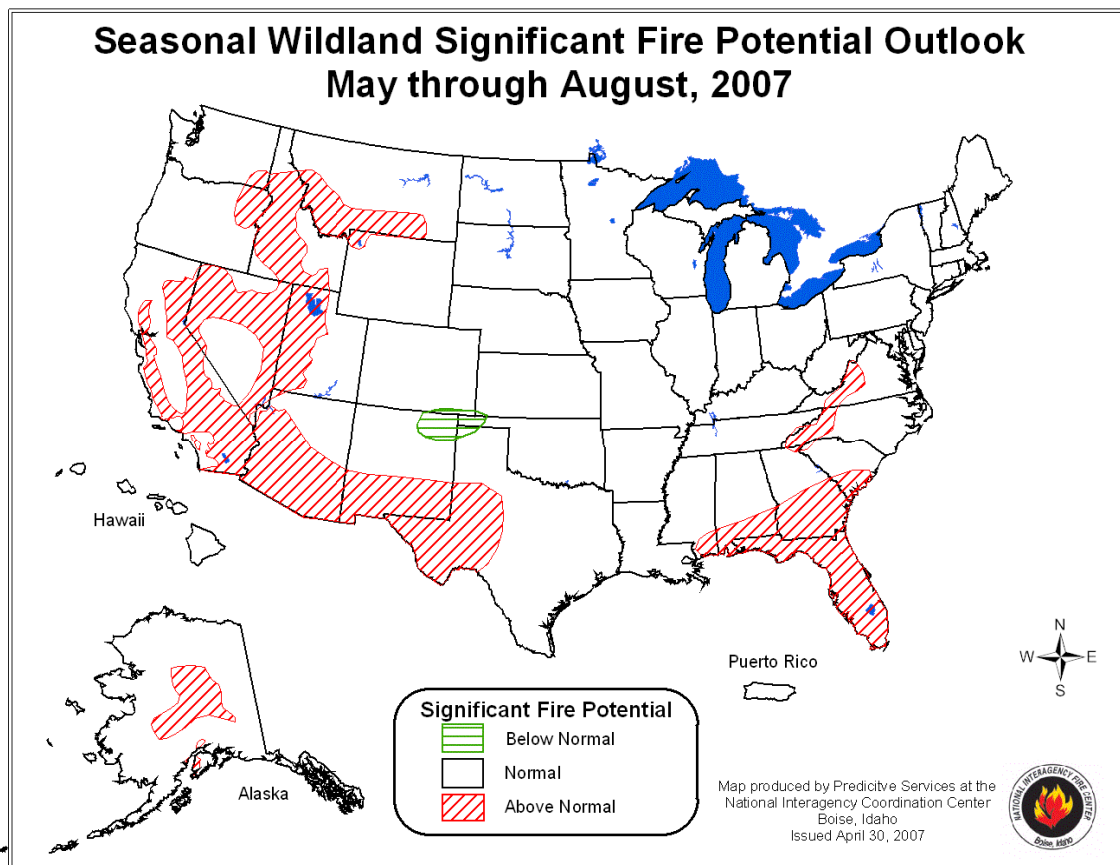 Seasonal Wildland Significant Fire Potential Outlook
May through August, 2007
Hawaii
Alaska
Puerto Rico
N
W E
S
Significant Fire Potential
Below Normal
Normal
Above Normal
Map produced by Predicitve Services at the
National Interagency Coordination Center
Boise, Idaho
Issued April 30, 2007
NATIONAL INTERAGENCY FIRE CENTER
Boise, Idaho